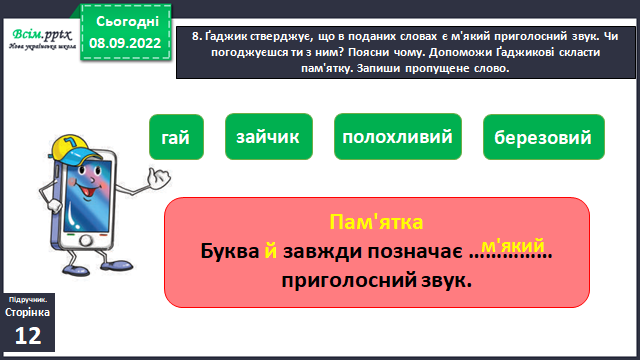 Всім.pptx
Нова українська школа
Сьогодні
08.09.2022
8. Ґаджик стверджує, що в поданих словах є м'який приголосний звук. Чи
погоджуєшся ти з ним? Поясни чому. Допоможи Ґаджикові скласти
пам'ятку. Запиши пропущене слово.
гай
зайчик
полохливий
березовий
Пам'ятка
Буква й завжди позначає ...............
м'який
приголосний звук.
Підручник.
Сторінка
12